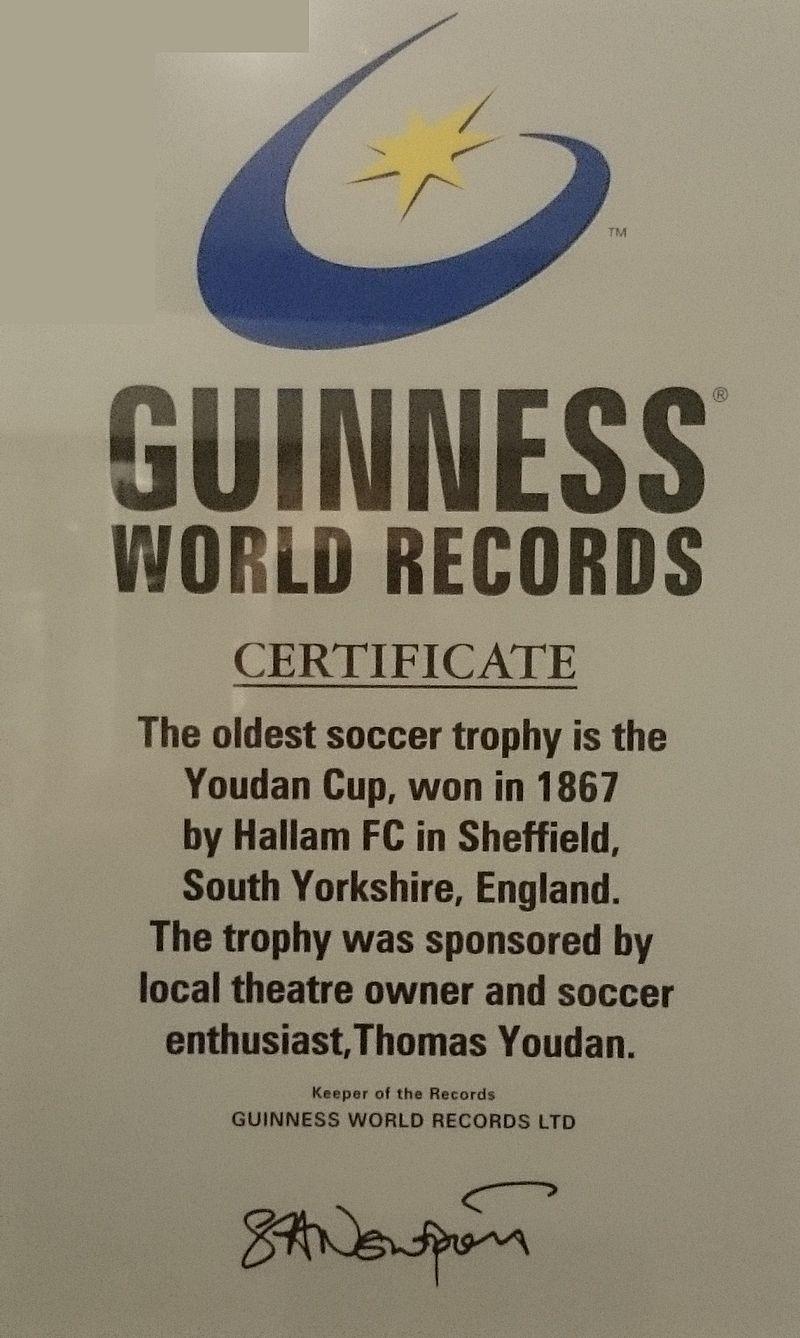 TM
GUINNESS®
WORLD RECORDS
CERTIFICATE
The oldest soccer trophy is the
Youdan Cup, won in 1867
by Hallam FC in Sheffield,
South Yorkshire, England.
The trophy was sponsored by
local theatre owner and soccer
enthusiast,Thomas Youdan.
Keeper of the Records
GUINNESS WORLD RECORDS LTD